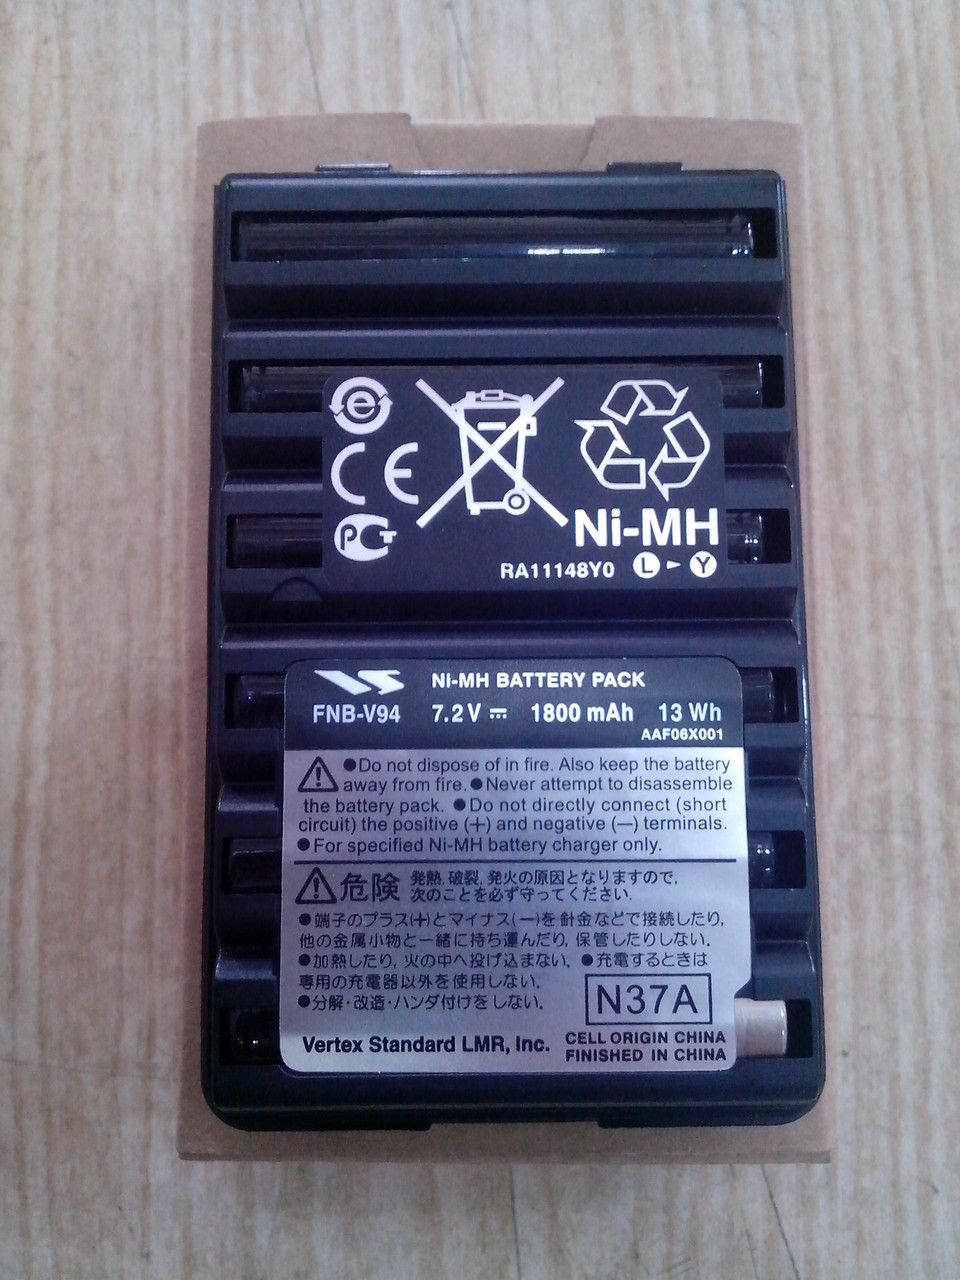 e
CE
PCT
Ni-MH
RA11148Y0 L Y
VS NI-MH BATTERY PACK
FNB-V94 7.2V ⎓ 1800 mAh 13 Wh
AAF06X001
⚠ ●Do not dispose of in fire. Also keep the battery
away from fire. ●Never attempt to disassemble
the battery pack. ●Do not directly connect (short
circuit) the positive (+) and negative (—) terminals.
●For specified Ni-MH battery charger only.
⚠危険 発熱, 破裂, 発火の原因となりますので,
次のことを必ず守ってください.
●端子のプラス(+)とマイナス(—)を針金などで接続したり,
他の金属小物と一緒に持ち運んだり, 保管したりしない.
●加熱したり, 火の中へ投げ込まない. ●充電するときは
専用の充電器以外を使用しない.
●分解・改造・ハンダ付けをしない.
N37A
Vertex Standard LMR, Inc. CELL ORIGIN CHINA
FINISHED IN CHINA